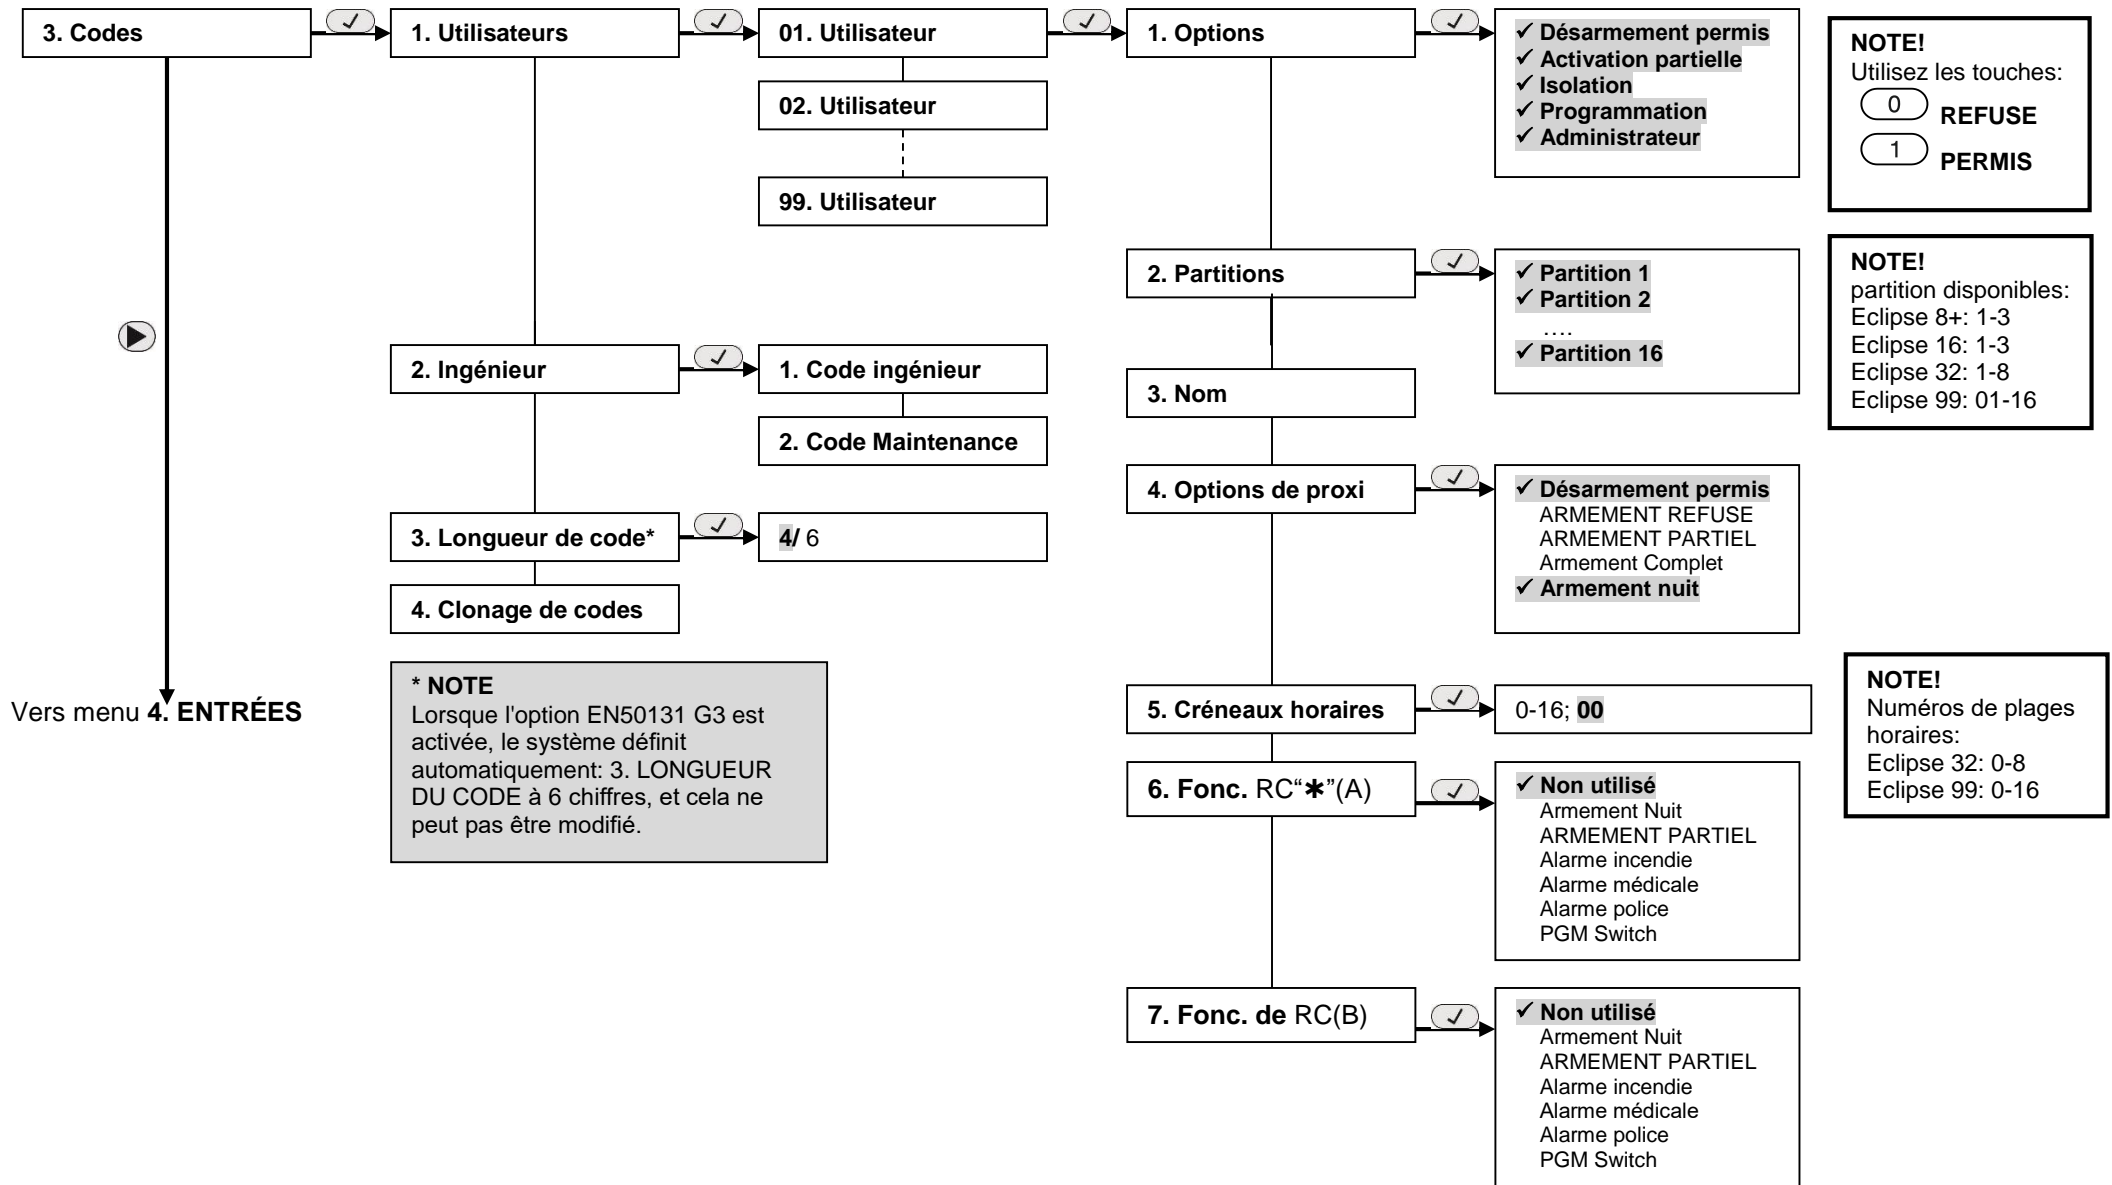 3. Codes
1. Utilisateurs
01. Utilisateur
02. Utilisateur
99. Utilisateur
1. Options
✓ Désarmement permis
✓ Activation partielle
✓ Isolation
✓ Programmation
✓ Administrateur
NOTE!
Utilisez les touches:
0 REFUSE
1 PERMIS
2. Partitions
✓ Partition 1
✓ Partition 2
....
✓ Partition 16
NOTE!
partition disponibles:
Eclipse 8+: 1-3
Eclipse 16: 1-3
Eclipse 32: 1-8
Eclipse 99: 01-16
2. Ingénieur
1. Code ingénieur
2. Code Maintenance
3. Nom
4. Options de proxi
✓ Désarmement permis
ARMEMENT REFUSE
ARMEMENT PARTIEL
Armement Complet
✓ Armement nuit
3. Longueur de code*
4/ 6
4. Clonage de codes
* NOTE
Lorsque l'option EN50131 G3 est
activée, le système définit
automatiquement: 3. LONGUEUR
DU CODE à 6 chiffres, et cela ne
peut pas être modifié.
Vers menu 4. ENTRÉES
5. Créneaux horaires
0-16; 00
NOTE!
Numéros de plages
horaires:
Eclipse 32: 0-8
Eclipse 99: 0-16
6. Fonc. RC“✱”(A)
✓ Non utilisé
Armement Nuit
ARMEMENT PARTIEL
Alarme incendie
Alarme médicale
Alarme police
PGM Switch
7. Fonc. de RC(B)
✓ Non utilisé
Armement Nuit
ARMEMENT PARTIEL
Alarme incendie
Alarme médicale
Alarme police
PGM Switch